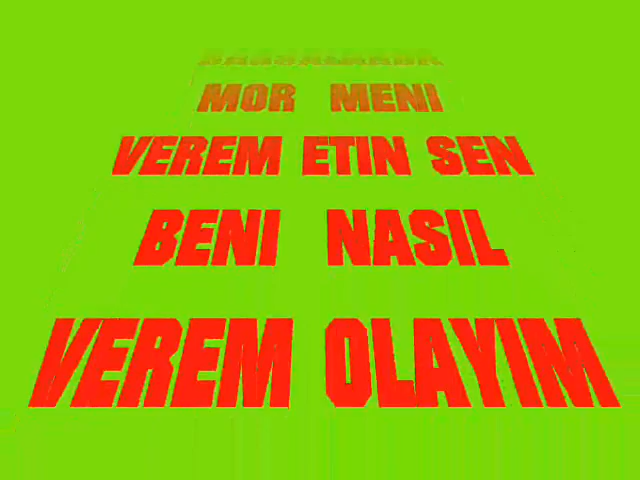 MOR MENI
VEREM ETIN SEN
BENI NASIL
VEREM OLAYIM